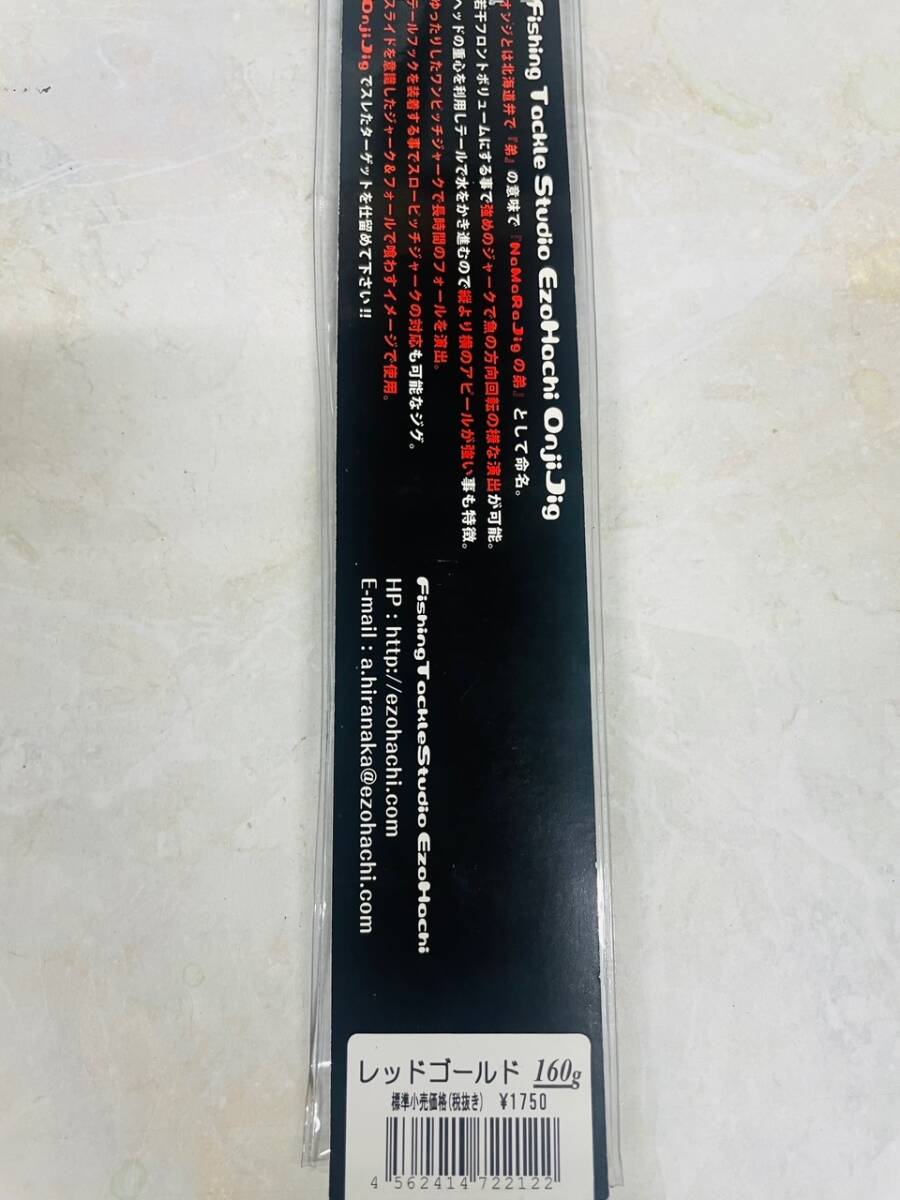 Fishing Tackle Studio EzoHachi OnjiJig
オンジとは北海道弁で『弟』の意味で『NaMaRaJigの弟』として命名。
若干フロントボリュームにする事で強めのジャークで魚の方向回転の様な演出が可能。
ヘッドの重心を利用しテールで水をかき進むので縦より横のアピールが強い事も特徴。
ゆったりしたワンピッチジャークで長時間のフォールを演出。
テールフックを装着する事でスローピッチジャークの対応も可能なジグ。
スライドを意識したジャーク&フォールで喰わすイメージで使用。
OnjiJigでスレたターゲットを仕留めて下さい!!
FishingTackleStudio EzoHachi
HP : http://ezohachi.com
E-mail : a.hiranaka@ezohachi.com
レッドゴールド 160g
標準小売価格(税抜き) ¥1750
4 562414 722122